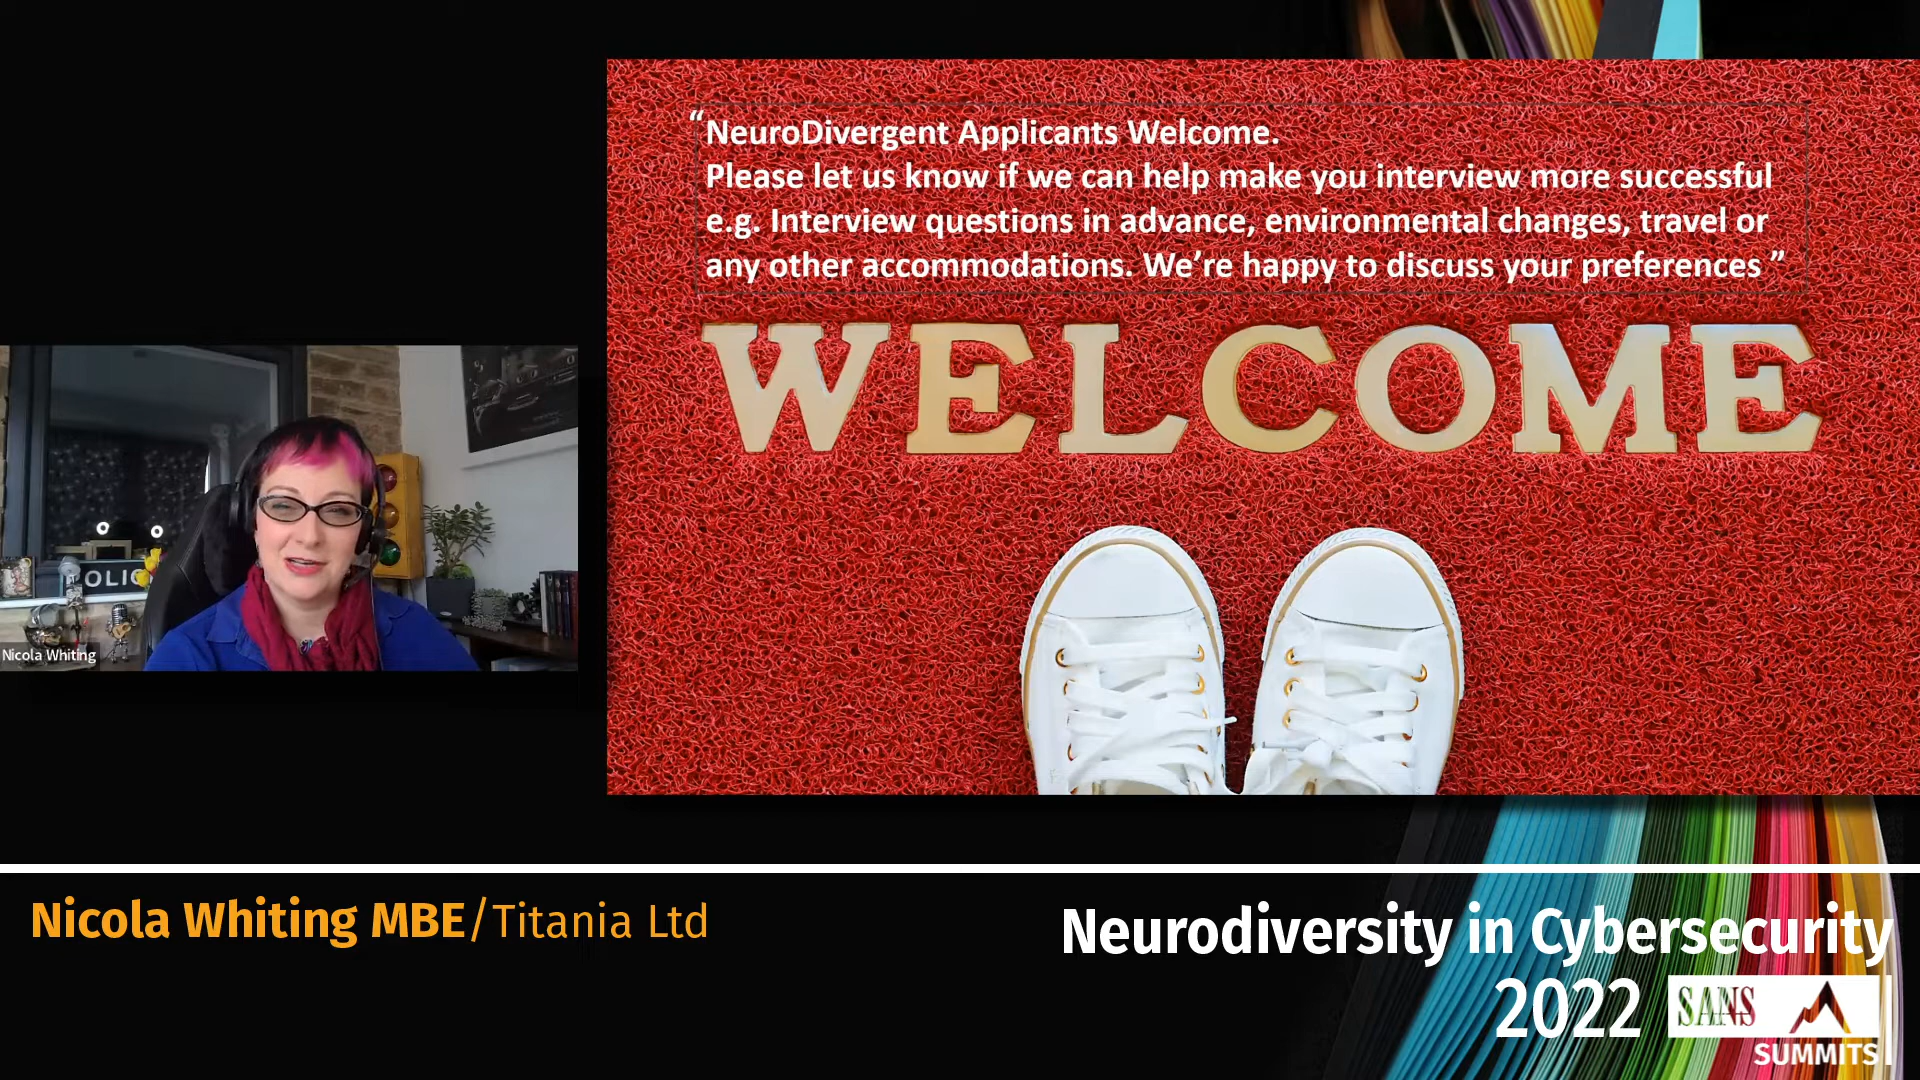 “NeuroDivergent Applicants Welcome.
Please let us know if we can help make you interview more successful
e.g. Interview questions in advance, environmental changes, travel or
any other accommodations. We’re happy to discuss your preferences ”
WELCOME
OLIC
Nicola Whiting
Nicola Whiting MBE/Titania Ltd
Neurodiversity in Cybersecurity
2022
SANS
SUMMITS